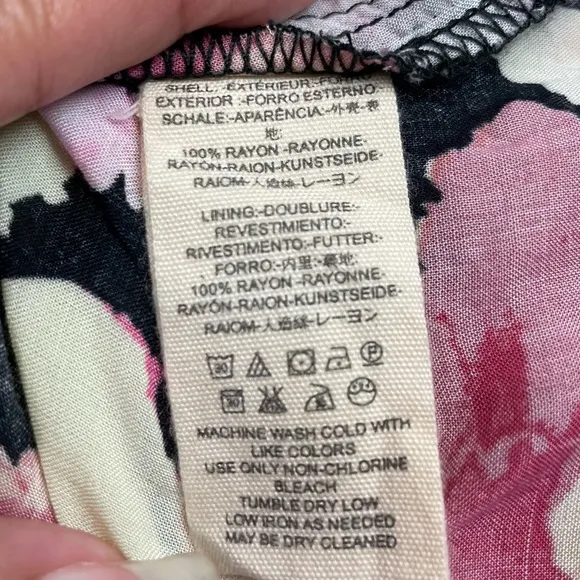 SHELL:-EXTÉRIEUR:-FORRO
EXTERIOR:-FORRO ESTERNO
SCHALE:-APARÊNCIA:-外壳-表
地:
100% RAYON-RAYONNE-
RAYÓN-RAION-KUNSTSEIDE-
RAIOM-人造絲-レーヨン
LINING:-DOUBLURE:-
REVESTIMIENTO:-
RIVESTIMENTO:-FUTTER:-
FORRO:-内里:-裏地:
100% RAYON-RAYONNE-
RAYÓN-RAION-KUNSTSEIDE-
RAIOM-人造絲-レーヨン
30 P
30
MACHINE WASH COLD WITH
LIKE COLORS
USE ONLY NON-CHLORINE
BLEACH
TUMBLE DRY LOW
LOW IRON AS NEEDED
MAY BE DRY CLEANED